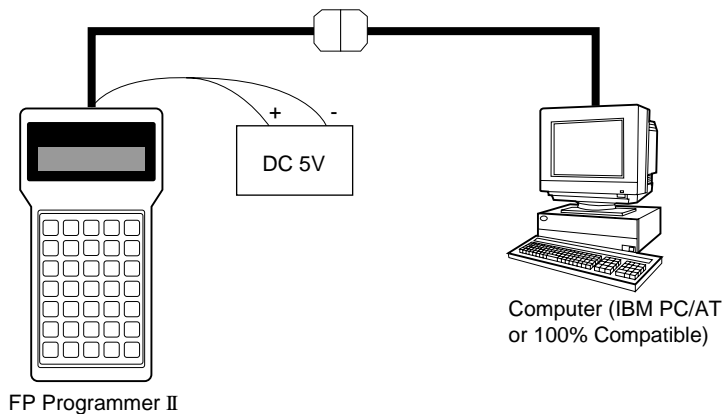 + -
DC 5V
Computer (IBM PC/AT
or 100% Compatible)
FP Programmer II